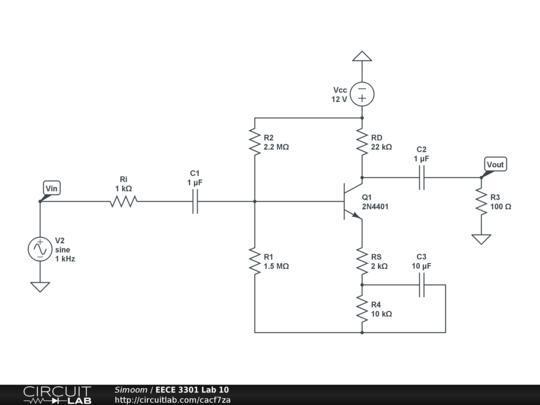 Vcc
12 V
R2
2.2 MΩ
RD
22 kΩ
C2
1 µF
Vout
Ri
1 kΩ
C1
1 µF
Vin
Q1
2N4401
R3
100 Ω
V2
sine
1 kHz
R1
1.5 MΩ
RS
2 kΩ
C3
10 µF
R4
10 kΩ
CIRCUIT
LAB
Simoom / EECE 3301 Lab 10
http://circuitlab.com/cacf7za